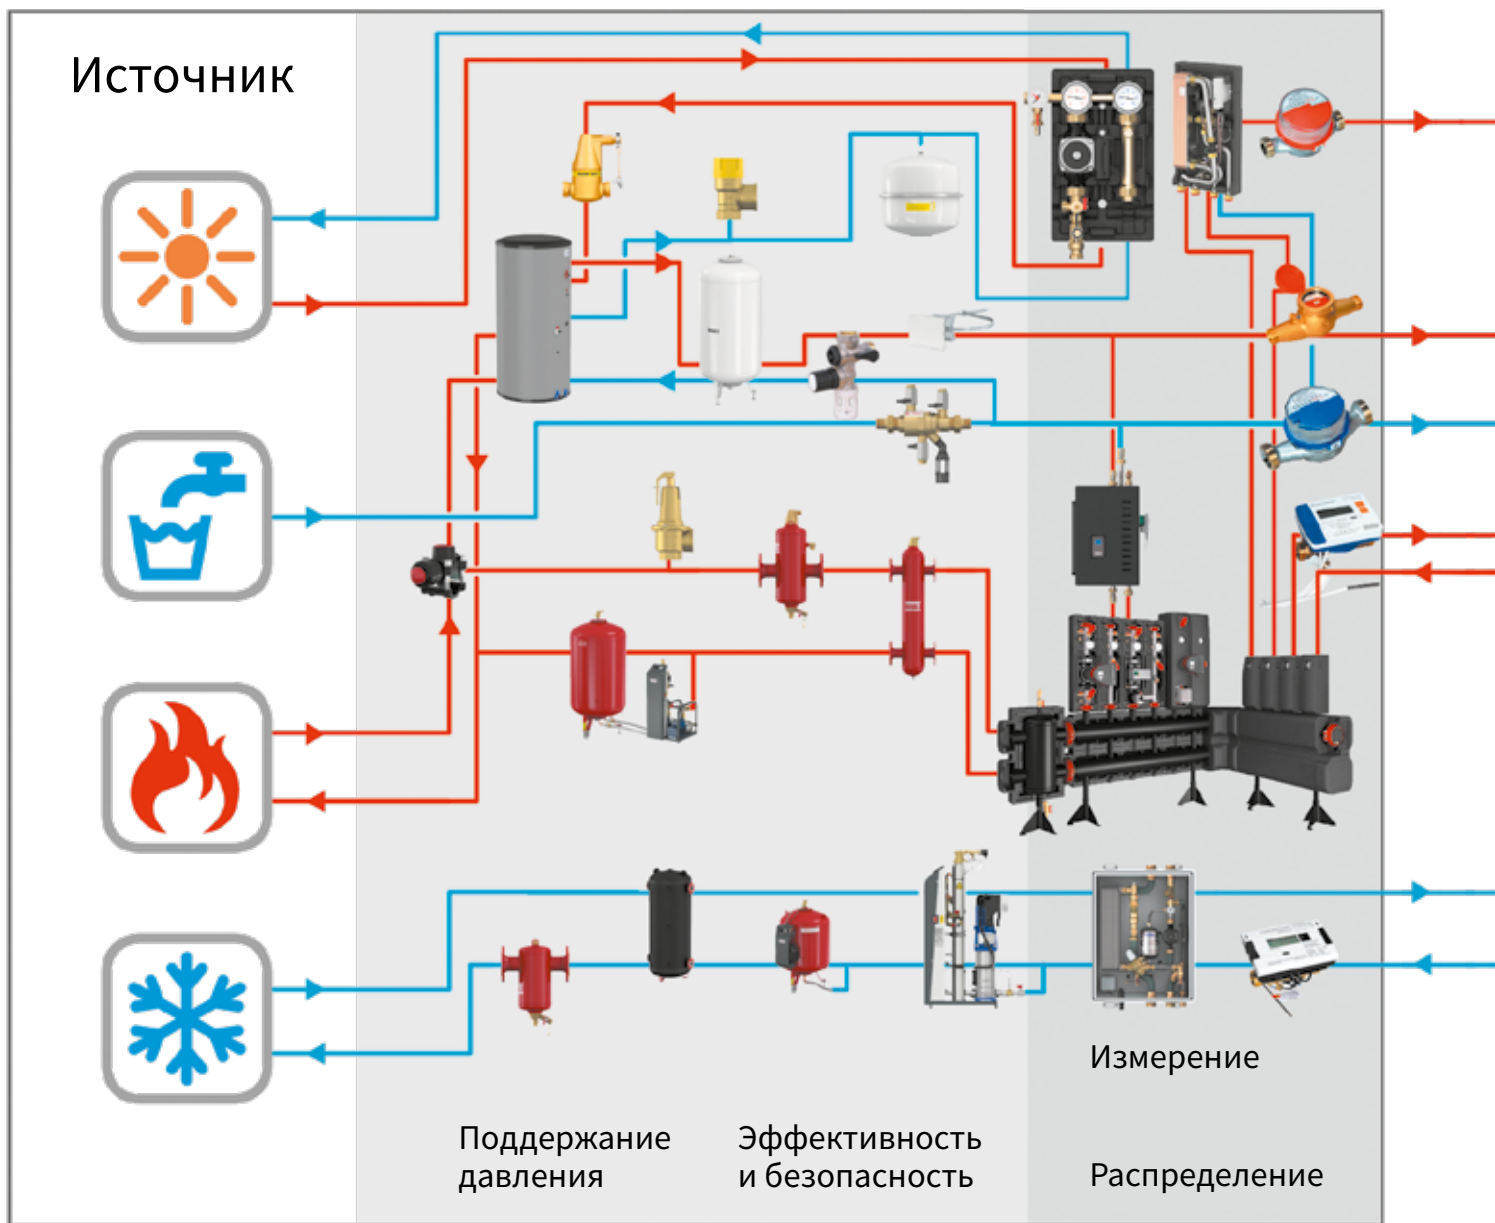 Источник
Измерение
Поддержание
давления
Эффективность
и безопасность
Распределение